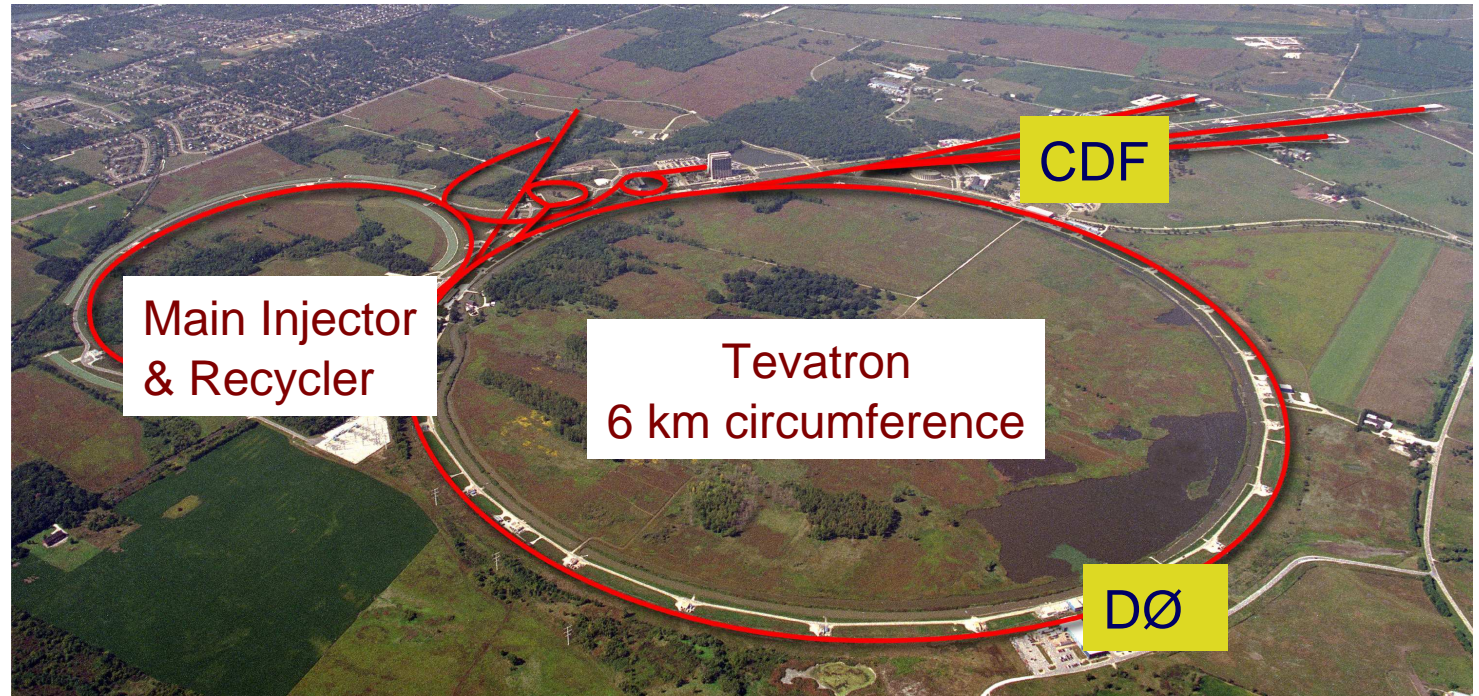 CDF
Main Injector
& Recycler
Tevatron
6 km circumference
DØ